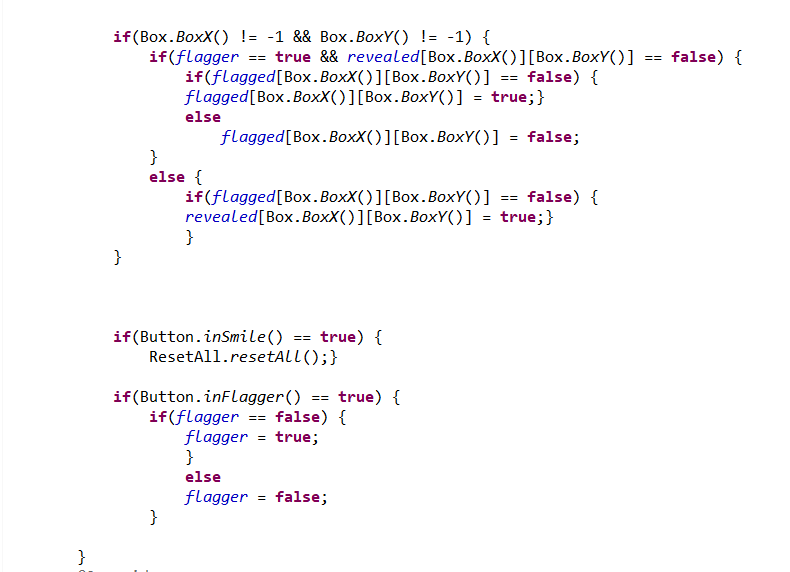 if(Box.BoxX() != -1 && Box.BoxY() != -1) {
if(flagger == true && revealed[Box.BoxX()][Box.BoxY()] == false) {
if(flagged[Box.BoxX()][Box.BoxY()] == false) {
flagged[Box.BoxX()][Box.BoxY()] = true;}
else
flagged[Box.BoxX()][Box.BoxY()] = false;
}
else {
if(flagged[Box.BoxX()][Box.BoxY()] == false) {
revealed[Box.BoxX()][Box.BoxY()] = true;}
}
}
if(Button.inSmile() == true) {
ResetAll.resetAll();}
if(Button.inFlagger() == true) {
if(flagger == false) {
flagger = true;
}
else
flagger = false;
}
}